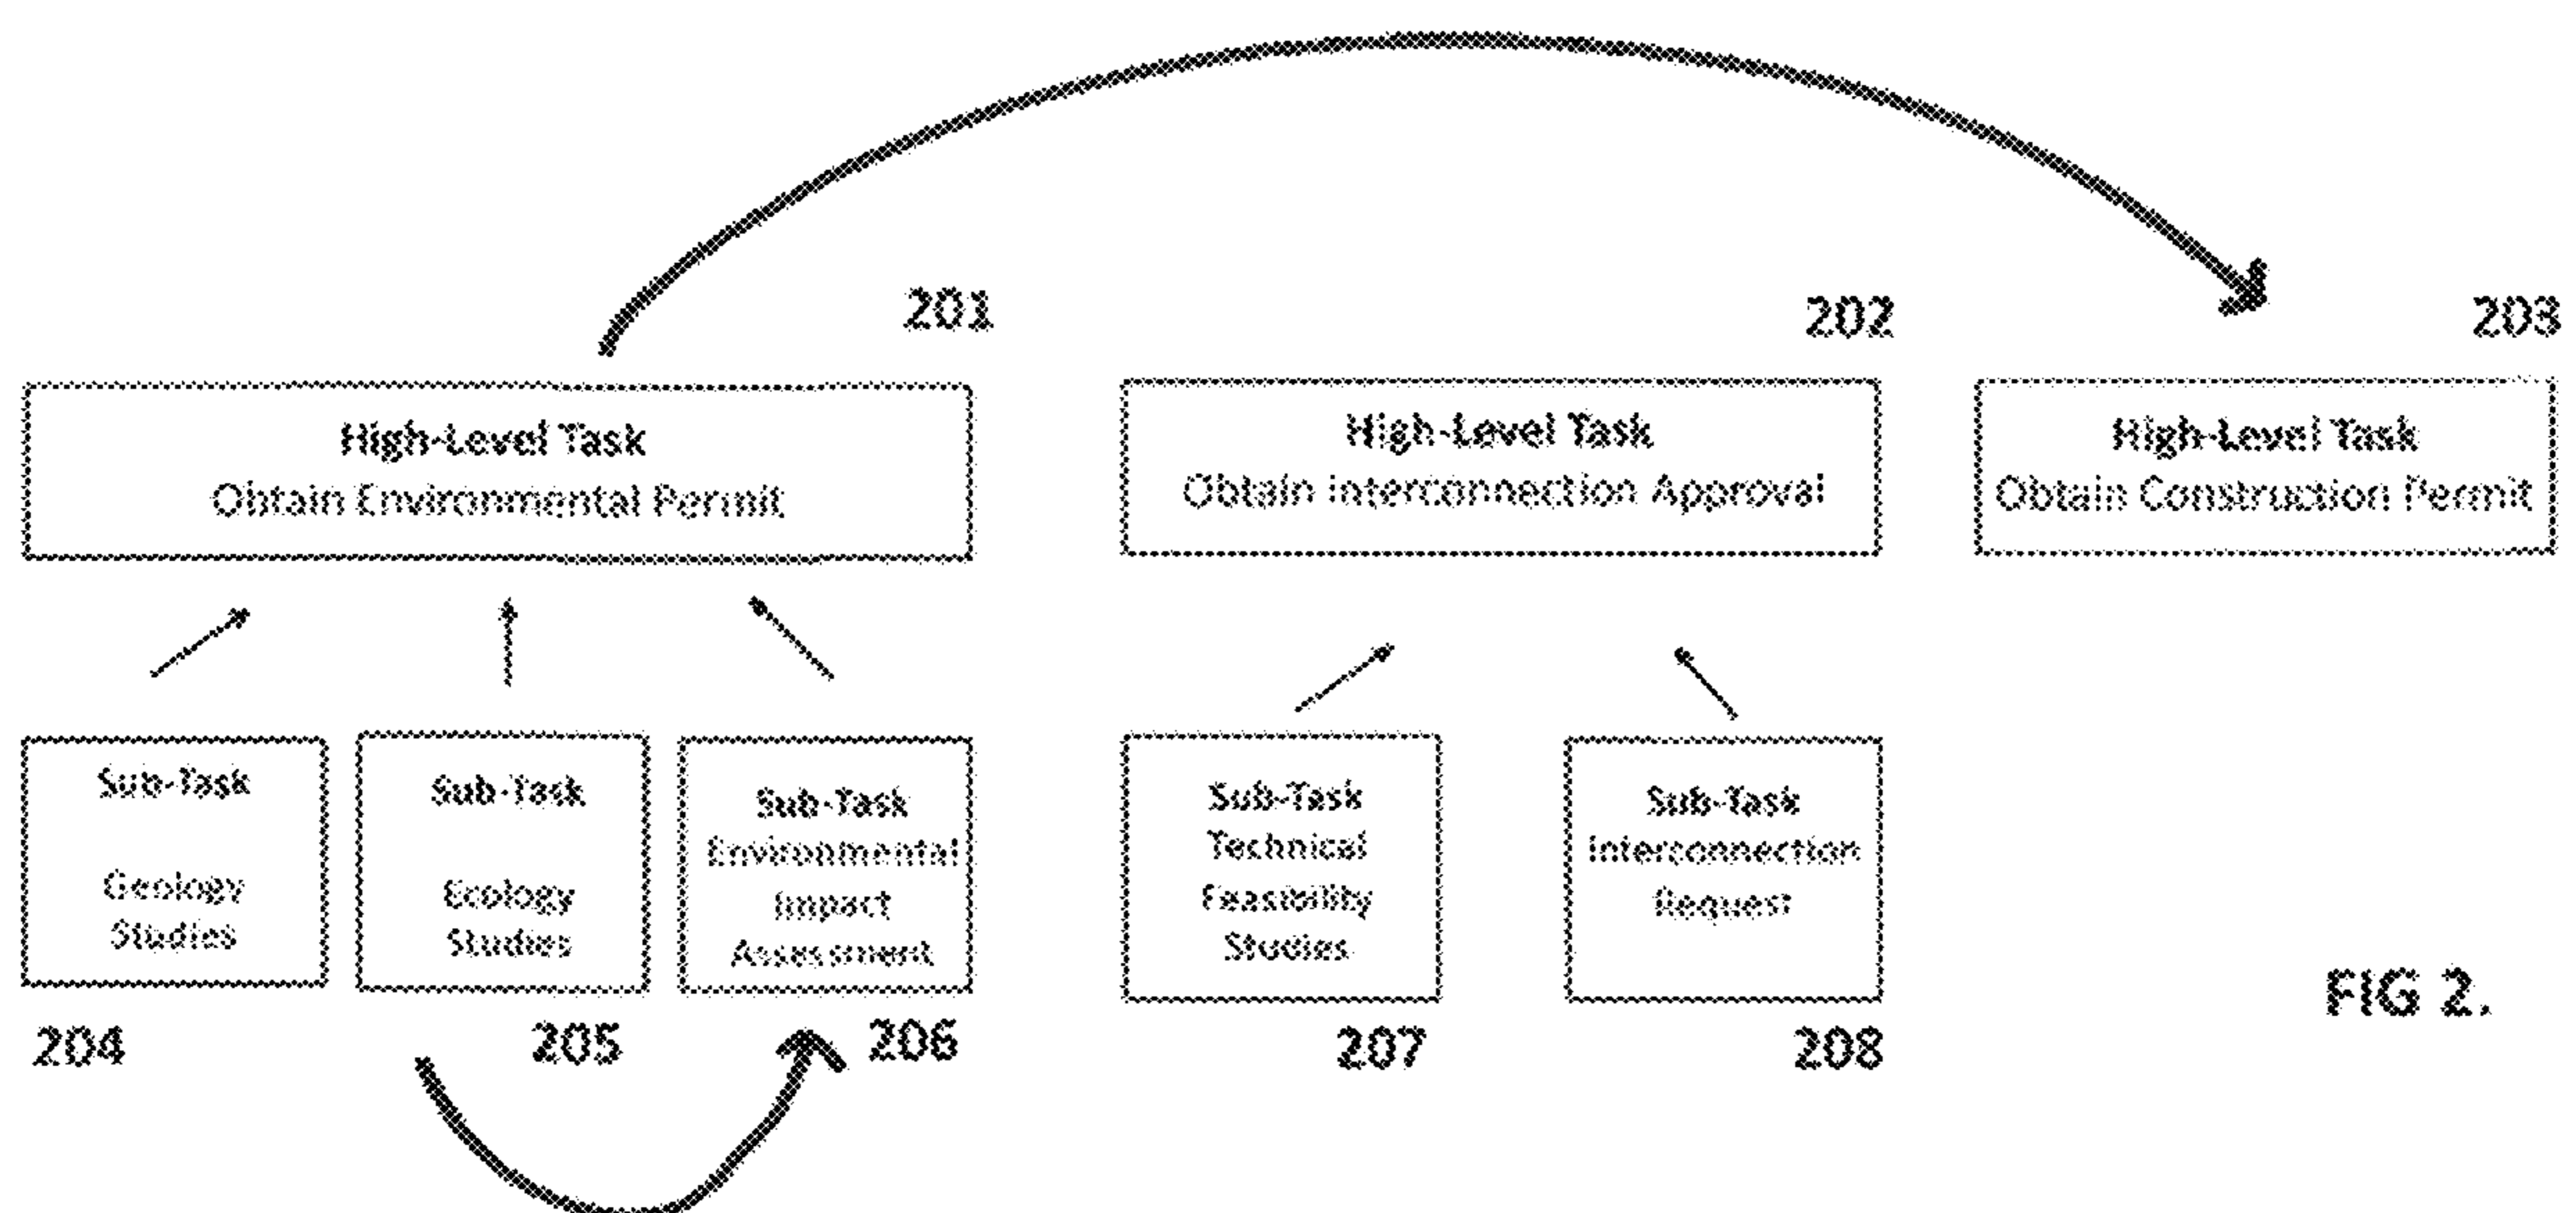 201
202
203
High-Level Task
Obtain Environmental Permit
High-Level Task
Obtain Interconnection Approval
High-Level Task
Obtain Construction Permit
Sub-Task
Geology
Studies
204
Sub-Task
Ecology
Studies
205
Sub-Task
Environmental
Impact
Assessment
206
Sub-Task
Technical
Feasibility
Studies
207
Sub-Task
Interconnection
Request
208
FIG 2.